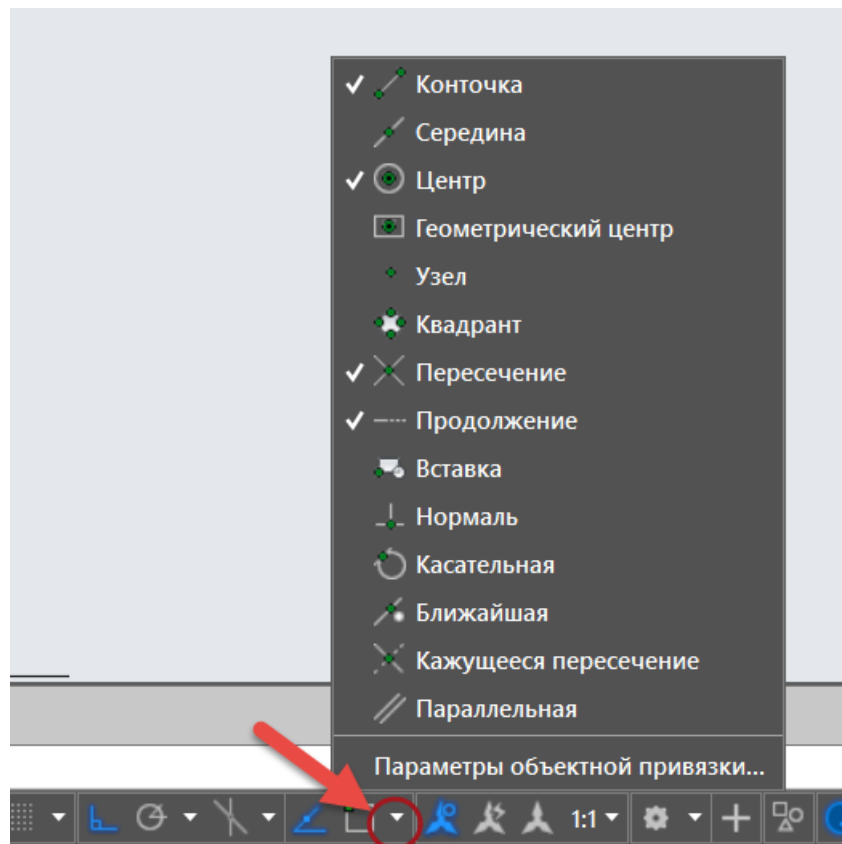 Конточка
Середина
Центр
Геометрический центр
Узел
Квадрант
Пересечение
Продолжение
Вставка
Нормаль
Касательная
Ближайшая
Кажущееся пересечение
Параллельная
Параметры объектной привязки...
1:1